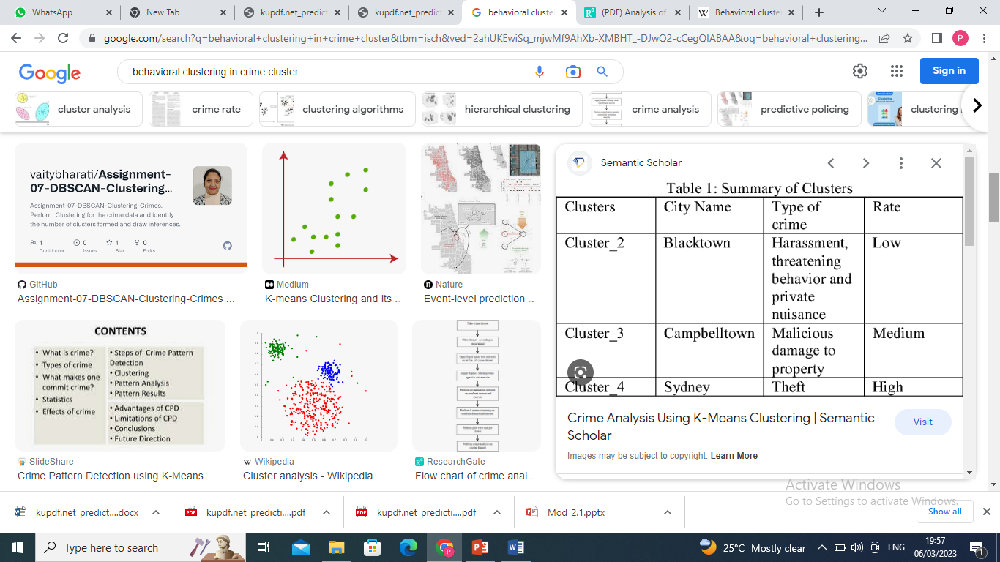 WhatsApp
New Tab
kupdf.net_predict
kupdf.net_predic
behavioral cluste
(PDF) Analysis of
Behavioral cluste
google.com/search?q=behavioral+clustering+in+crime+cluster&tbm=isch&ved=2ahUKEwiSq_mjwMf9AhXb-XMBHT_-DJwQ2-cCegQIABAA&oq=behavioral+clustering...
P
Google
behavioral clustering in crime cluster
Sign in
cluster analysis
crime rate
clustering algorithms
hierarchical clustering
crime analysis
predictive policing
clustering
vaitybharati/Assignment-
07-DBSCAN-Clustering...
Assignment-07-DBSCAN-Clustering-Crimes.
Perform Clustering for the crime data and identify
the number of clusters formed and draw inferences.
1
Contributor
0
Issues
1
Star
0
Forks
GitHub
Assignment-07-DBSCAN-Clustering-Crimes ...
Medium
K-means Clustering and its ...
Nature
Event-level prediction ...
CONTENTS
• What is crime?
• Types of crime
• What makes one
commit crime?
• Statistics
• Effects of crime
• Steps of Crime Pattern
Detection
• Clustering
• Pattern Analysis
• Pattern Results
• Advantages of CPD
• Limitations of CPD
• Conclusions
• Future Direction
SlideShare
Crime Pattern Detection using K-Means ...
W Wikipedia
Cluster analysis - Wikipedia
ResearchGate
Flow chart of crime anal...
Semantic Scholar
Table 1: Summary of Clusters
Clusters
City Name
Type of
crime
Rate
Cluster_2
Blacktown
Harassment,
threatening
behavior and
private
nuisance
Low
Cluster_3
Campbelltown
Malicious
damage to
property
Medium
Cluster_4
Sydney
Theft
High
Crime Analysis Using K-Means Clustering | Semantic
Scholar
Visit
Images may be subject to copyright. Learn More
Activate Windows
Go to Settings to activate Windows.
kupdf.net_predict....docx
kupdf.net_predicti....pdf
kupdf.net_predicti....pdf
Mod_2.1.pptx
Show all
Type here to search
25°C Mostly clear
ENG
19:57
06/03/2023
1